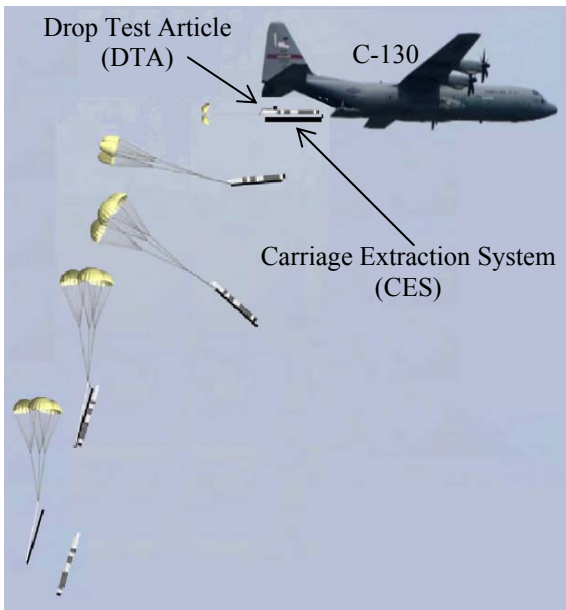 Drop Test Article
(DTA)
C-130
Carriage Extraction System
(CES)